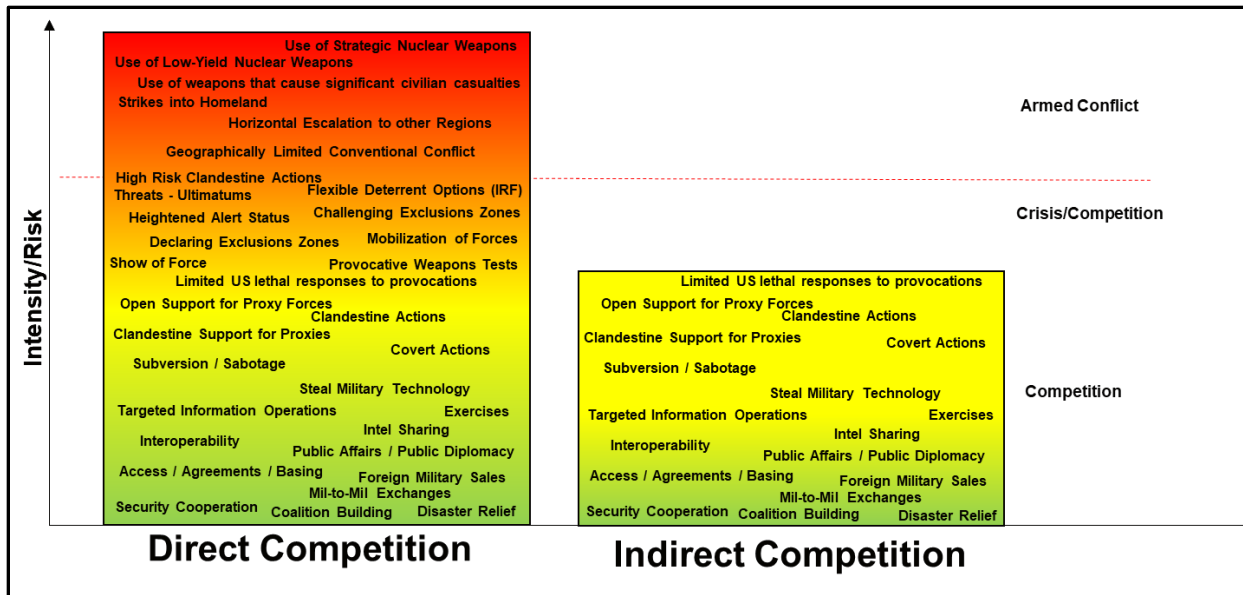 Intensity/Risk
Use of Strategic Nuclear Weapons
Use of Low-Yield Nuclear Weapons
Use of weapons that cause significant civilian casualties
Strikes into Homeland
Horizontal Escalation to other Regions
Geographically Limited Conventional Conflict
High Risk Clandestine Actions
Threats - Ultimatums
Flexible Deterrent Options (IRF)
Heightened Alert Status
Challenging Exclusions Zones
Declaring Exclusions Zones
Mobilization of Forces
Show of Force
Provocative Weapons Tests
Limited US lethal responses to provocations
Open Support for Proxy Forces
Clandestine Actions
Clandestine Support for Proxies
Covert Actions
Subversion / Sabotage
Steal Military Technology
Targeted Information Operations
Exercises
Intel Sharing
Interoperability
Public Affairs / Public Diplomacy
Access / Agreements / Basing
Foreign Military Sales
Mil-to-Mil Exchanges
Security Cooperation
Coalition Building
Disaster Relief
Direct Competition
Limited US lethal responses to provocations
Open Support for Proxy Forces
Clandestine Actions
Clandestine Support for Proxies
Covert Actions
Subversion / Sabotage
Steal Military Technology
Targeted Information Operations
Exercises
Intel Sharing
Interoperability
Public Affairs / Public Diplomacy
Access / Agreements / Basing
Foreign Military Sales
Mil-to-Mil Exchanges
Security Cooperation
Coalition Building
Disaster Relief
Indirect Competition
Armed Conflict
Crisis/Competition
Competition